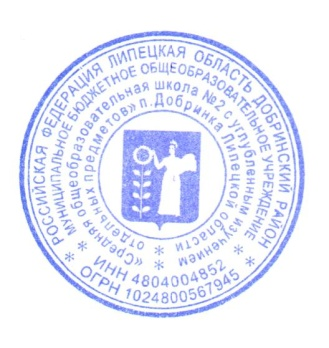 * РОССИЙСКАЯ ФЕДЕРАЦИЯ ЛИПЕЦКАЯ ОБЛАСТЬ ДОБРИНСКИЙ РАЙОН *
ОГРН 1024800567945
* МУНИЦИПАЛЬНОЕ БЮДЖЕТНОЕ ОБЩЕОБРАЗОВАТЕЛЬНОЕ УЧРЕЖДЕНИЕ *
ИНН 4804004852
«Средняя общеобразовательная школа №2 с углубленным изучением
отдельных предметов» п.Добринка Липецкой области